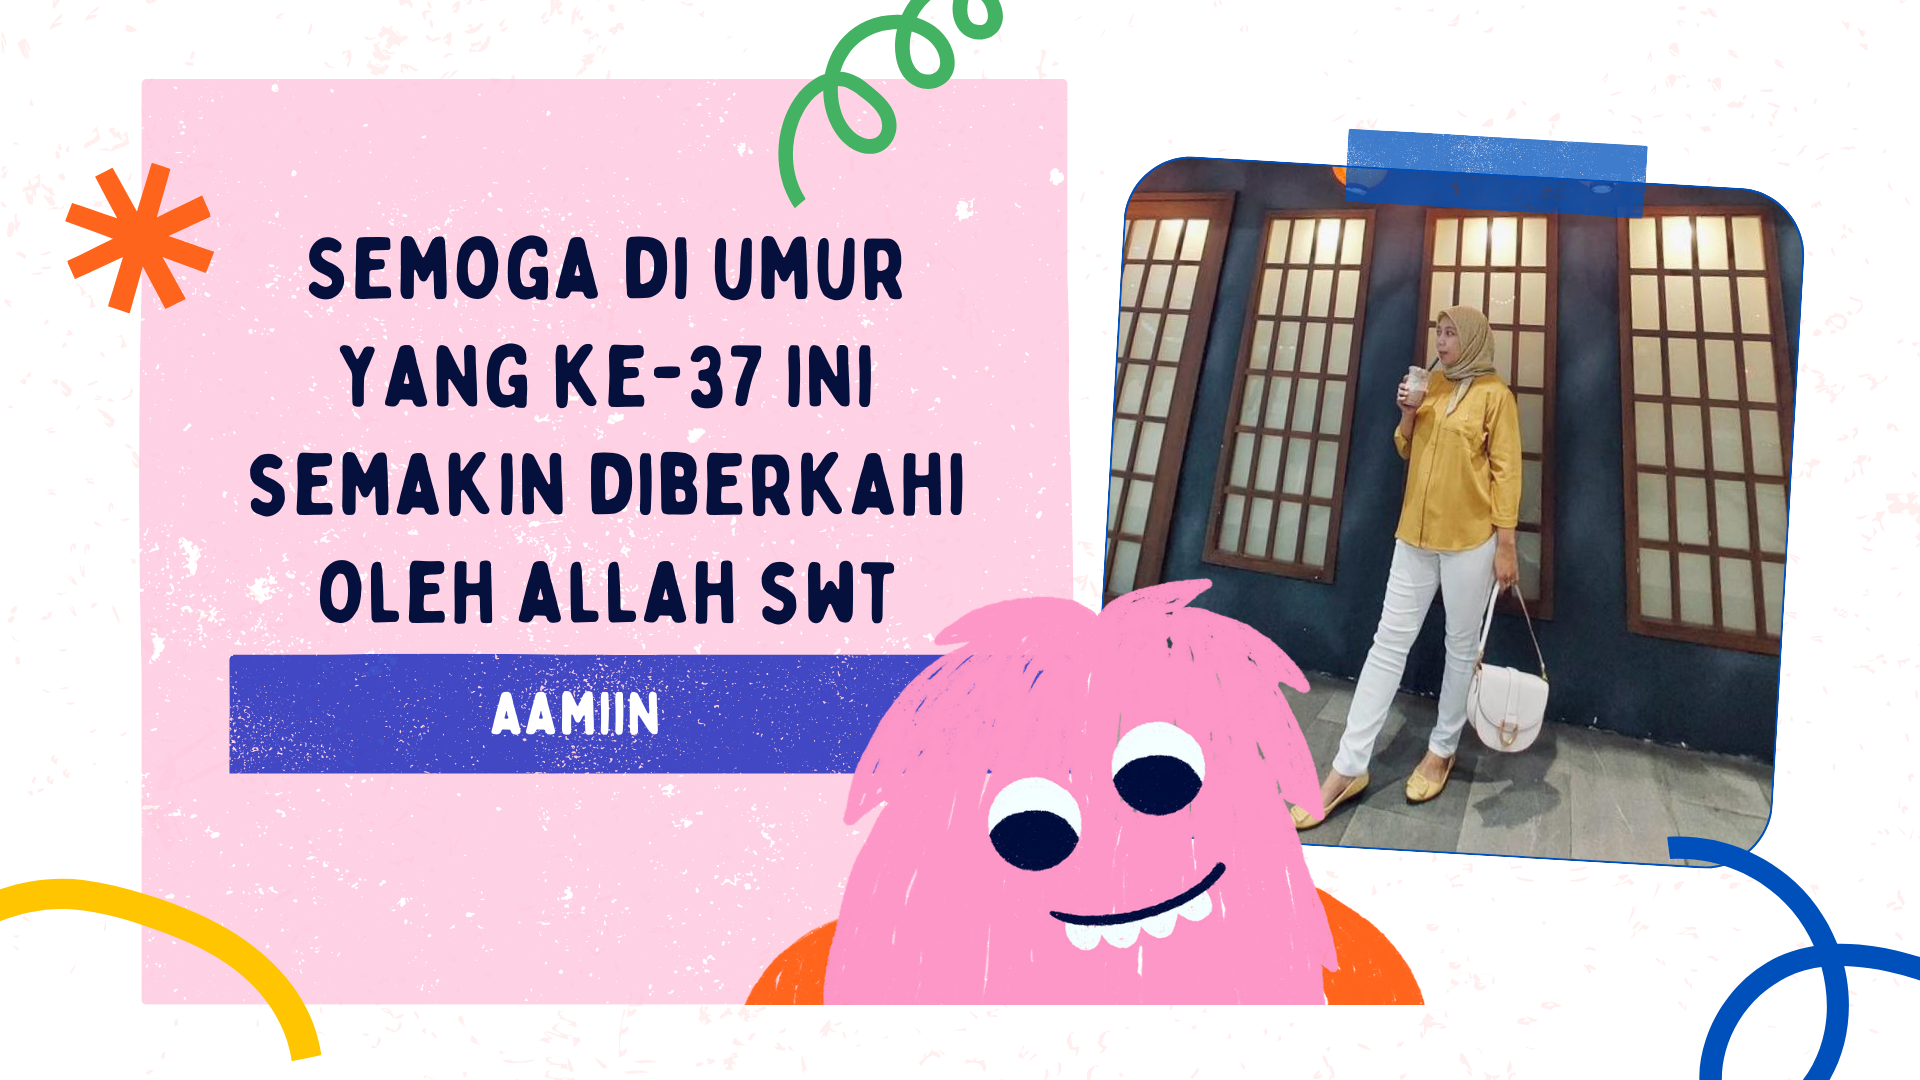 SEMOGA DI UMUR
YANG KE-37 INI
SEMAKIN DIBERKAHI
OLEH ALLAH SWT
AAMIIN